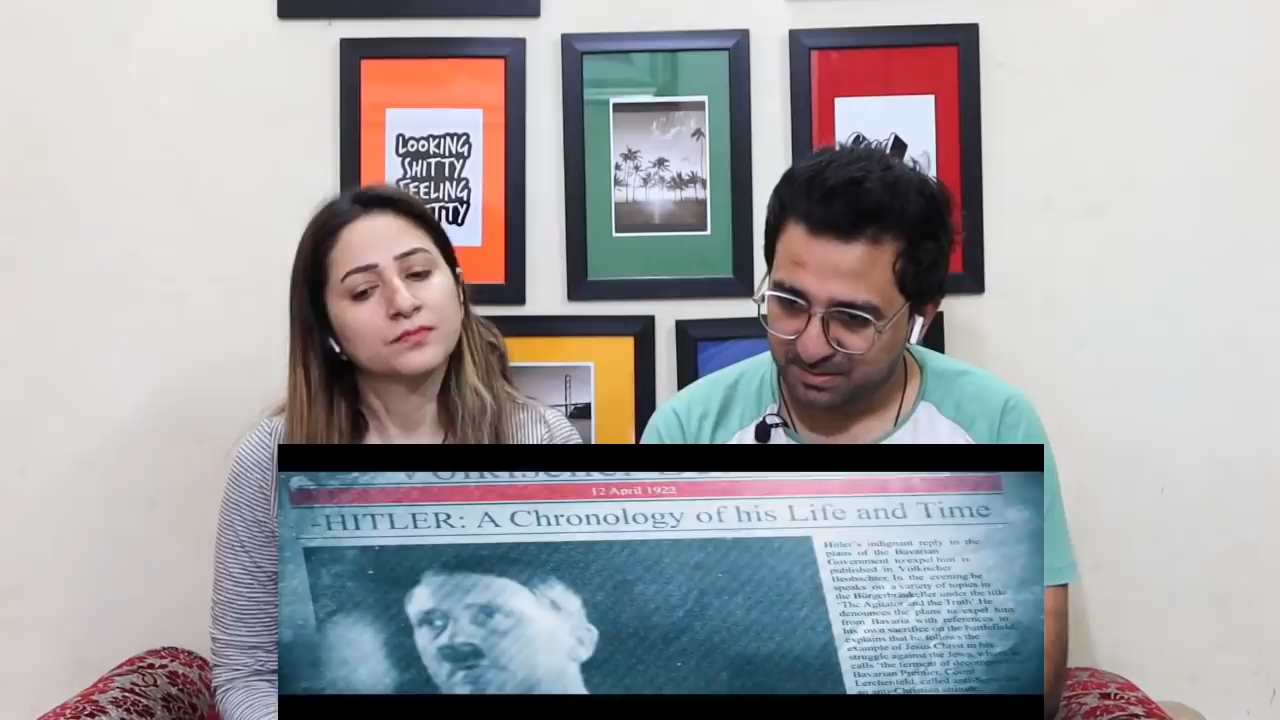 LOOKING
SHITTY
FEELING
Völkischer
12 April 1922
-HITLER: A Chronology of his Life and Time
Hitler's indignant reply to the
plans of the Bavarian
Government to expel him is
published in Völkischer
Beobachter. In the evening he
speaks on a variety of topics in
the Bürgerbräukeller under the title
'The Agitator and the Truth' He
denounces the plans to expel him
from Bavaria with references to
his own sacrifice on the battlefield.
explains that he follows the
example of Jesus Christ in his
struggle against the Jews,
calls 'the ferment of
Bavarian Premier, Count
Lerchenfeld, called
an anti-Christian